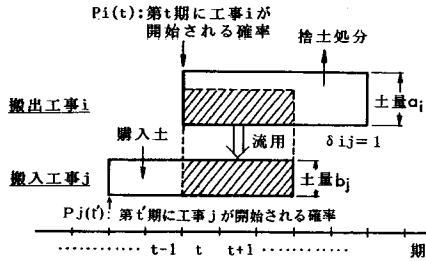 Pi(t):第t期に工事iが
開始される確率
捨土処分
搬出工事i
土量ai
購入土
流用
δij=1
搬入工事j
土量bj
Pj(t'):第t'期に工事jが開始される確率
………… t-1 t t+1 ………… 期